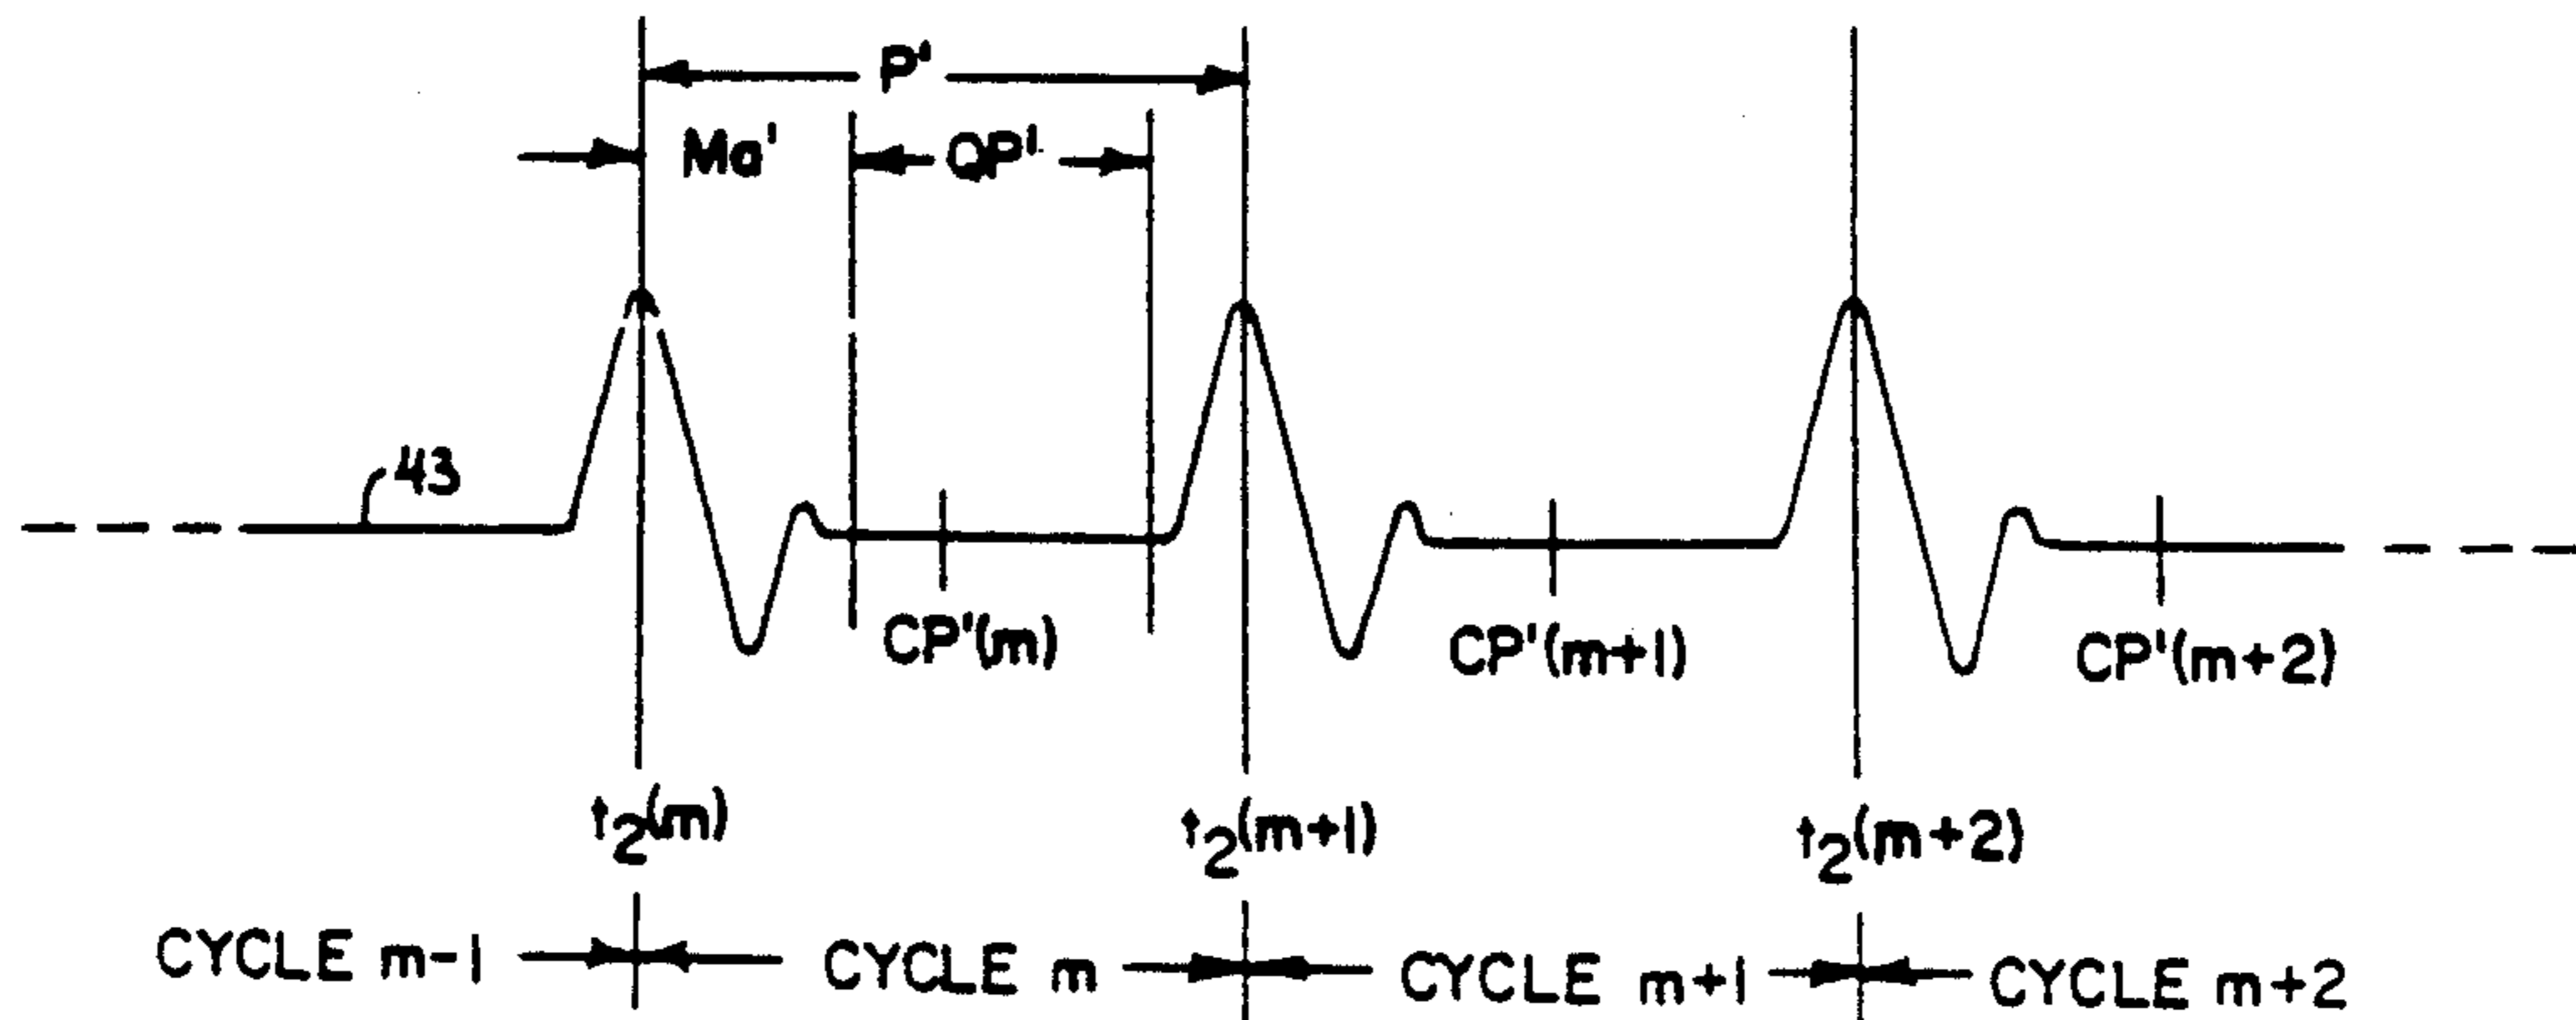 P'
Ma' QP'
43
CP'(m) CP'(m+1) CP'(m+2)
t2(m) t2(m+1) t2(m+2)
CYCLE m-1 CYCLE m CYCLE m+1 CYCLE m+2